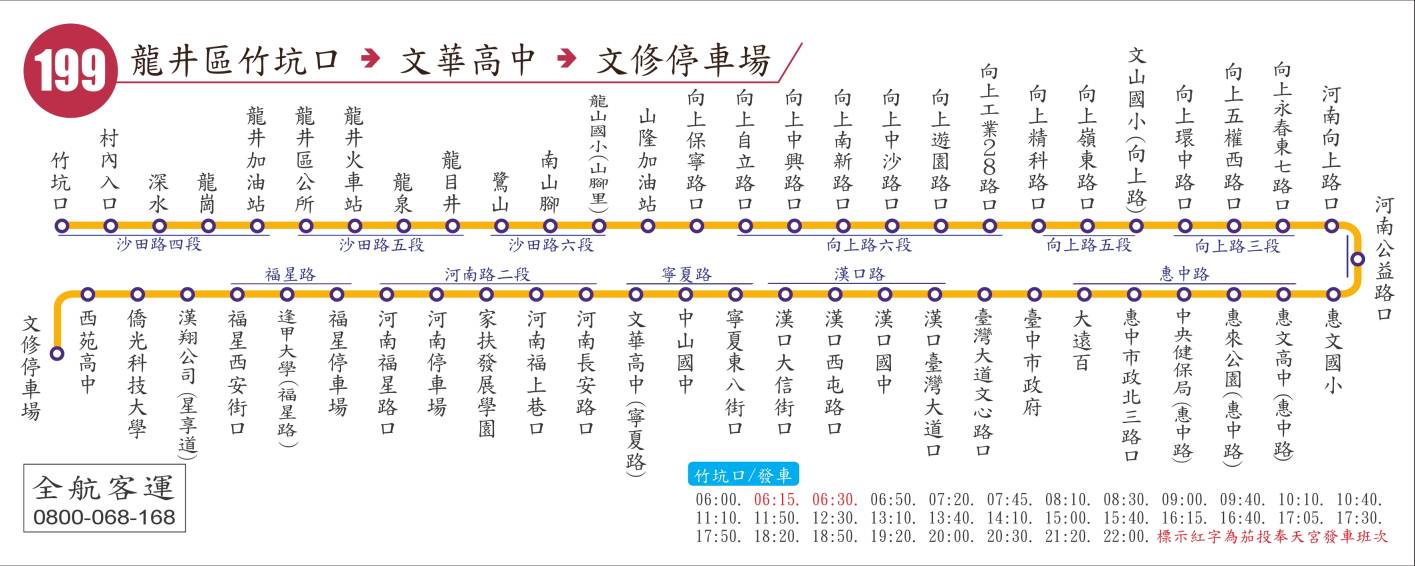 199
龍井區竹坑口 ➔ 文華高中 ➔ 文修停車場
竹坑口
村內入口
深水
龍崗
龍井加油站
龍井區公所
龍井火車站
龍泉
龍目井
鷺山
南山腳
龍山國小(山腳里)
山隆加油站
向上保寧路口
向上自立路口
向上中興路口
向上南新路口
向上中沙路口
向上遊園路口
向上工業28路口
向上精科路口
向上嶺東路口
文山國小(向上路)
向上環中路口
向上五權西路口
向上永春東七路口
河南向上路口
河南公益路口
沙田路四段
沙田路五段
沙田路六段
向上路六段
向上路五段
向上路三段
福星路
河南路二段
寧夏路
漢口路
惠中路
文修停車場
西苑高中
僑光科技大學
漢翔公司(星享道)
福星西安街口
逢甲大學(福星路)
福星停車場
河南福星路口
河南停車場
家扶發展學園
河南福上巷口
河南長安路口
文華高中(寧夏路)
中山國中
寧夏東八街口
漢口大信街口
漢口西屯路口
漢口國中
漢口臺灣大道口
臺灣大道文心路口
臺中市政府
大遠百
惠中市政北三路口
中央健保局(惠中路)
惠來公園(惠中路)
惠文高中(惠中路)
惠文國小
全航客運
0800-068-168
竹坑口/發車
06:00. 06:15. 06:30. 06:50. 07:20. 07:45. 08:10. 08:30. 09:00. 09:40. 10:10. 10:40.
11:10. 11:50. 12:30. 13:10. 13:40. 14:10. 15:00. 15:40. 16:15. 16:40. 17:05. 17:30.
17:50. 18:20. 18:50. 19:20. 20:00. 20:30. 21:20. 22:00. 標示紅字為茄投奉天宮發車班次